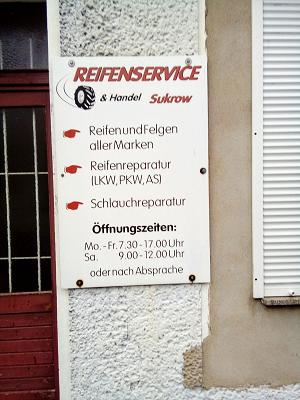 REIFENSERVICE
& Handel Sukrow
Reifen und Felgen
aller Marken
Reifenreparatur
(LKW, PKW, AS)
Schlauchreparatur
Öffnungszeiten:
Mo. - Fr. 7.30 - 17.00 Uhr
Sa. 9.00 - 12.00 Uhr
oder nach Absprache